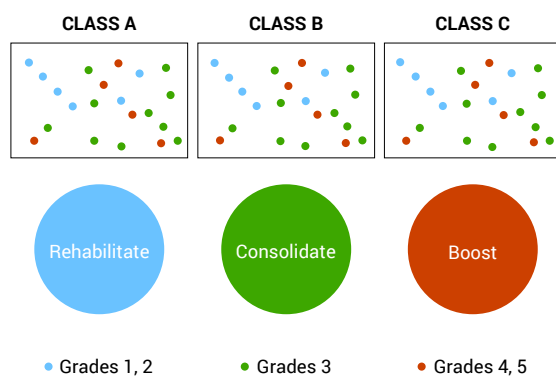 CLASS A
CLASS B
CLASS C
Rehabilitate
Consolidate
Boost
Grades 1, 2
Grades 3
Grades 4, 5